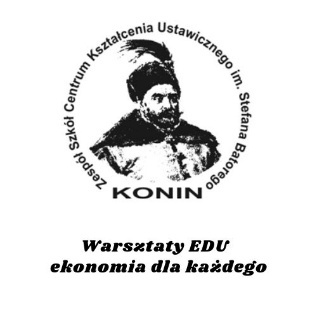 Zespół Szkół Centrum Kształcenia Ustawicznego im. Stefana Batorego
KONIN
Warsztaty EDU
ekonomia dla każdego